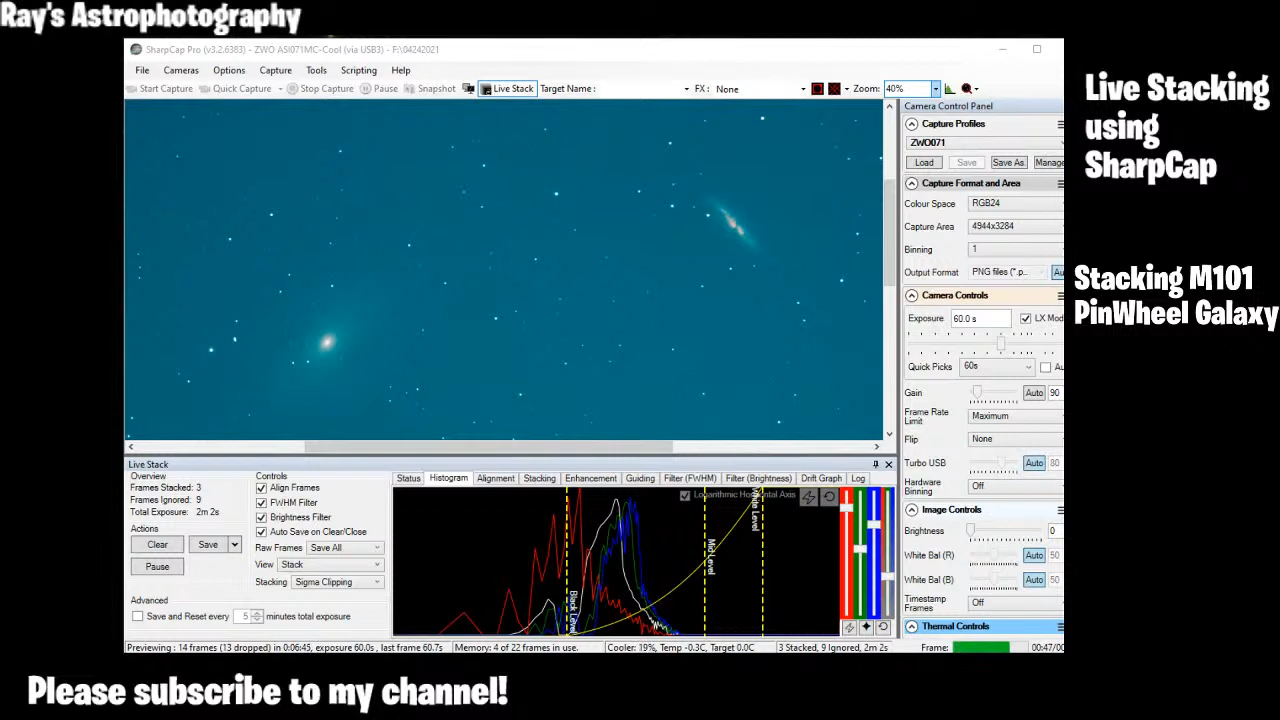 Ray's Astrophotography
SharpCap Pro (v3.2.6383) - ZWO ASI071MC-Cool (via USB3) - F:\04242021
File Cameras Options Capture Tools Scripting Help
Start Capture Quick Capture Stop Capture Pause Snapshot Live Stack Target Name : FX : None Zoom: 40%
Camera Control Panel
Capture Profiles
ZWO071
Load Save Save As Manage
Capture Format and Area
Colour Space RGB24
Capture Area 4944x3284
Binning 1
Output Format PNG files (*.p.. Au
Camera Controls
Exposure 60.0 s LX Mod
Quick Picks 60s Au
Gain Auto 90
Frame Rate Limit Maximum
Flip None
Turbo USB Auto 80
Hardware Binning Off
Image Controls
Brightness 0
White Bal (R) Auto 50
White Bal (B) Auto 50
Timestamp Frames Off
Thermal Controls
Live Stacking
using
SharpCap
Stacking M101
PinWheel Galaxy
Live Stack
Overview
Frames Stacked: 3
Frames Ignored: 9
Total Exposure: 2m 2s
Actions
Clear Save
Pause
Controls
Align Frames
FWHM Filter
Brightness Filter
Auto Save on Clear/Close
Raw Frames Save All
View Stack
Stacking Sigma Clipping
Advanced
Save and Reset every 5 minutes total exposure
Status Histogram Alignment Stacking Enhancement Guiding Filter (FWHM) Filter (Brightness) Drift Graph Log
Logarithmic Horizontal Axis
Black Level
Mid Level
White Level
Previewing : 14 frames (13 dropped) in 0:06:45, exposure 60.0s, last frame 60.7s Memory: 4 of 22 frames in use. Cooler: 19%, Temp -0.3C, Target 0.0C 3 Stacked, 9 Ignored, 2m 2s Frame: 00:47/00
Please subscribe to my channel!